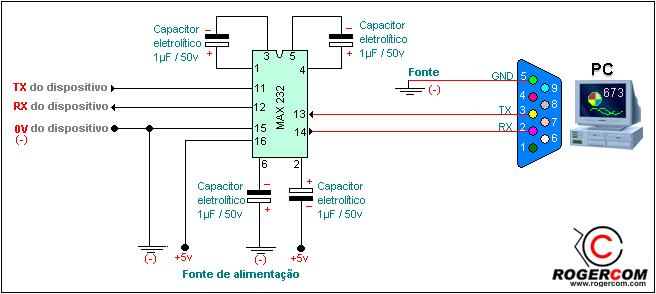 Capacitor
eletrolítico
1µF / 50v
−
+
3
5
1
4
Capacitor
eletrolítico
1µF / 50v
−
+
TX do dispositivo
RX do dispositivo
0V do dispositivo
(-)
11
12
15
16
13
14
6
2
MAX 232
Fonte
(-)
GND
TX
RX
5
4
3
2
1
9
8
7
6
PC
673
Capacitor
eletrolítico
1µF / 50v
−
+
+
−
Capacitor
eletrolítico
1µF / 50v
(-)
+5v
(-)
+5v
Fonte de alimentação
C
ROGERCOM
www.rogercom.com